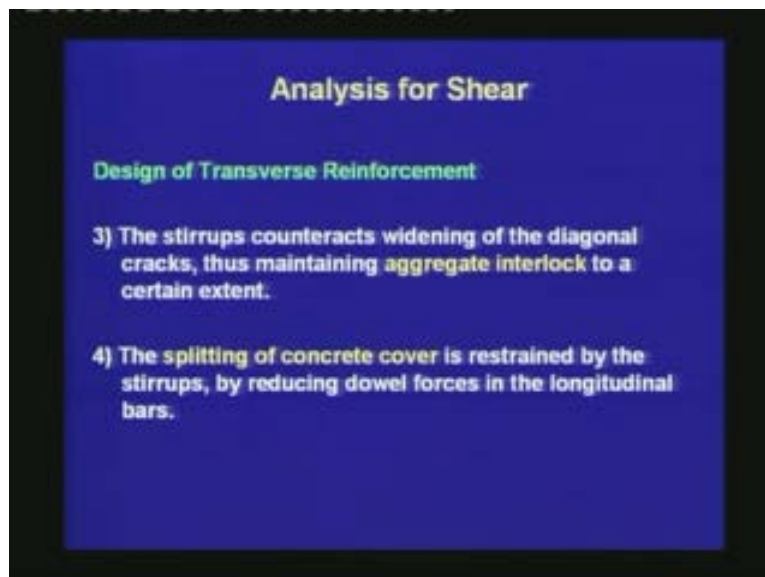 Analysis for Shear
Design of Transverse Reinforcement
3) The stirrups counteracts widening of the diagonal
cracks, thus maintaining aggregate interlock to a
certain extent.
4) The splitting of concrete cover is restrained by the
stirrups, by reducing dowel forces in the longitudinal
bars.